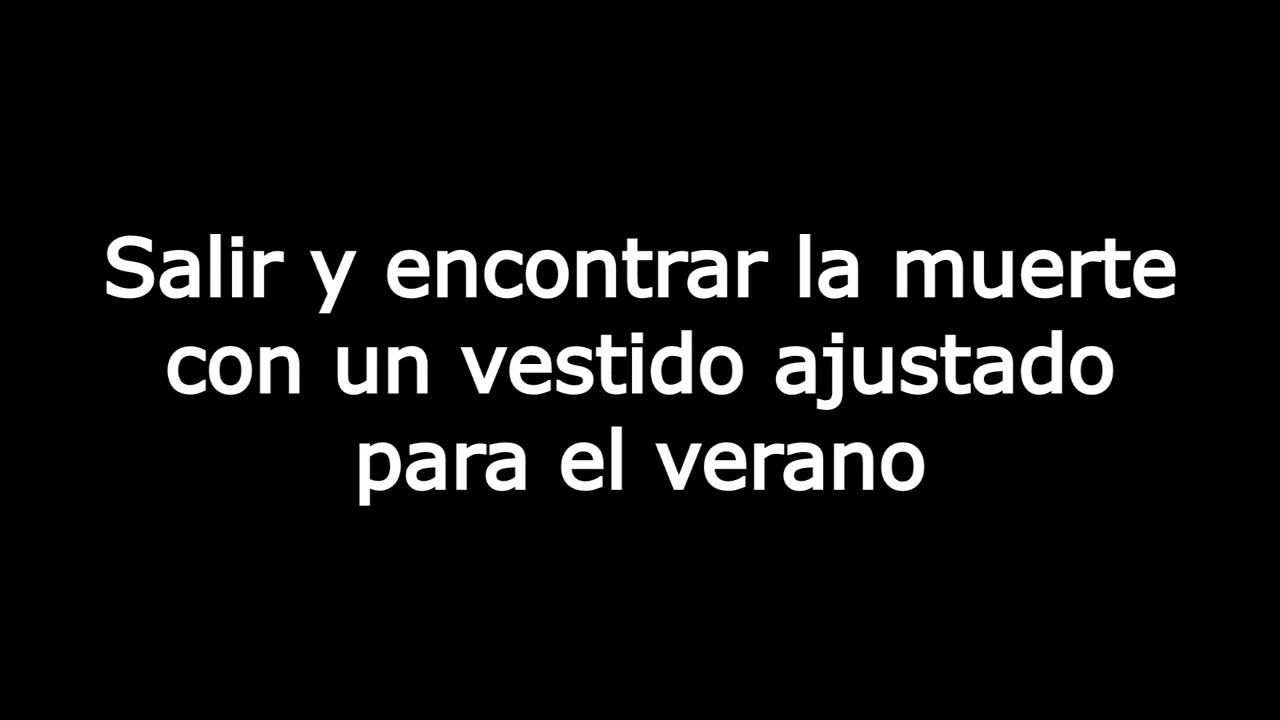 Salir y encontrar la muerte
con un vestido ajustado
para el verano